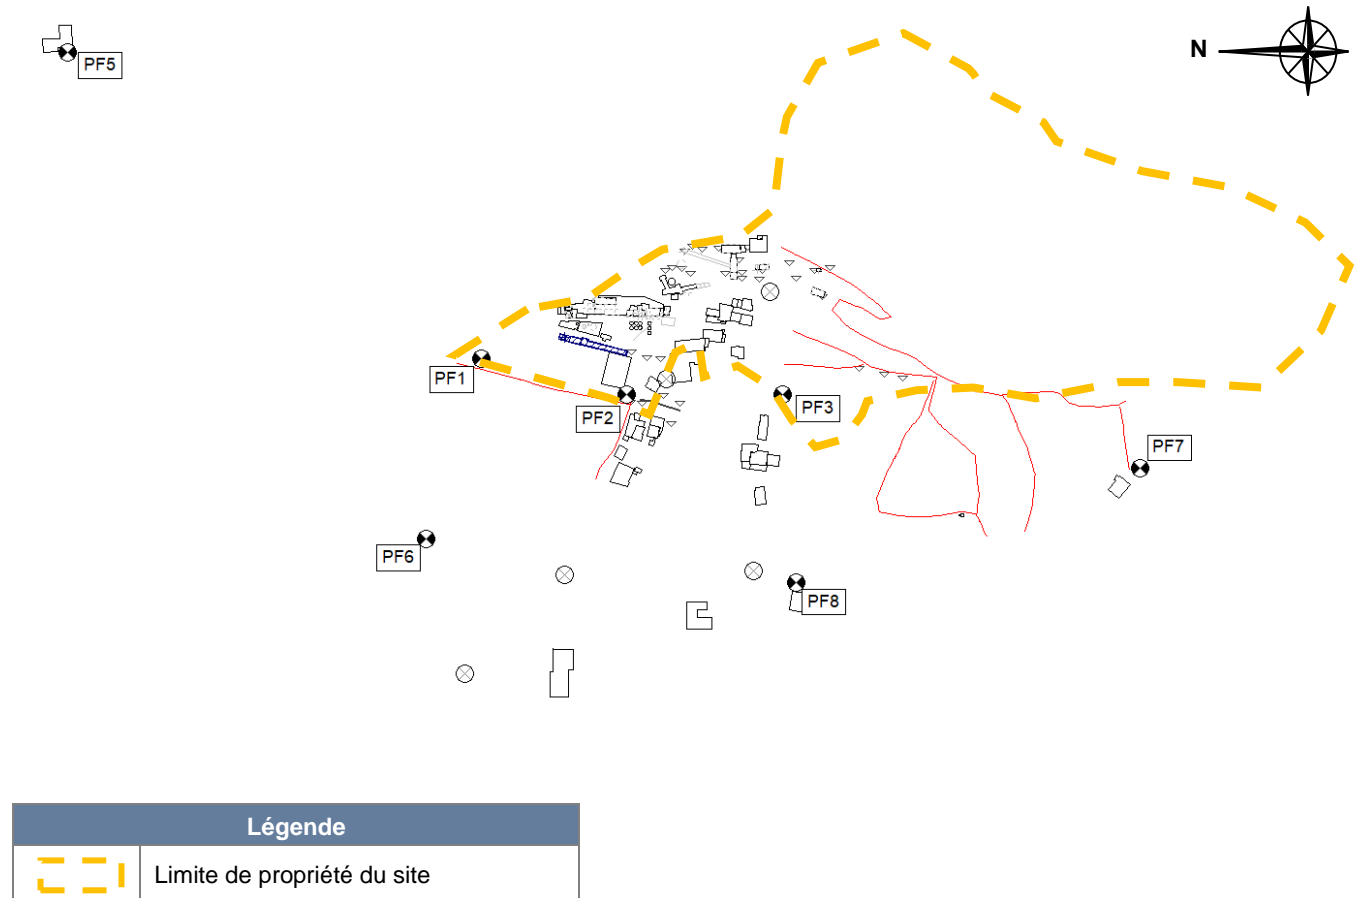 N
PF5
PF1
PF2
PF3
PF7
PF6
PF8
Légende
Limite de propriété du site